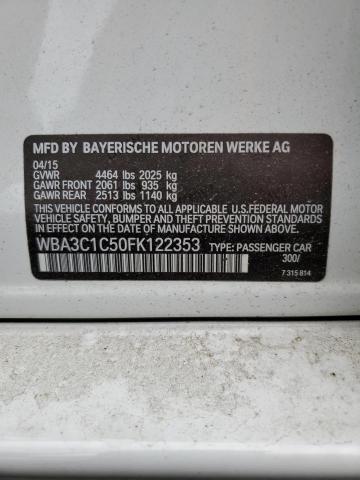 MFD BY BAYERISCHE MOTOREN WERKE AG
04/15
GVWR 4464 lbs 2025 kg
GAWR FRONT 2061 lbs 935 kg
GAWR REAR 2513 lbs 1140 kg
THIS VEHICLE CONFORMS TO ALL APPLICABLE U.S.FEDERAL MOTOR
VEHICLE SAFETY, BUMPER AND THEFT PREVENTION STANDARDS IN
EFFECT ON THE DATE OF MANUFACTURE SHOWN ABOVE.
WBA3C1C50FK122353 TYPE: PASSENGER CAR
300/
7 315 814